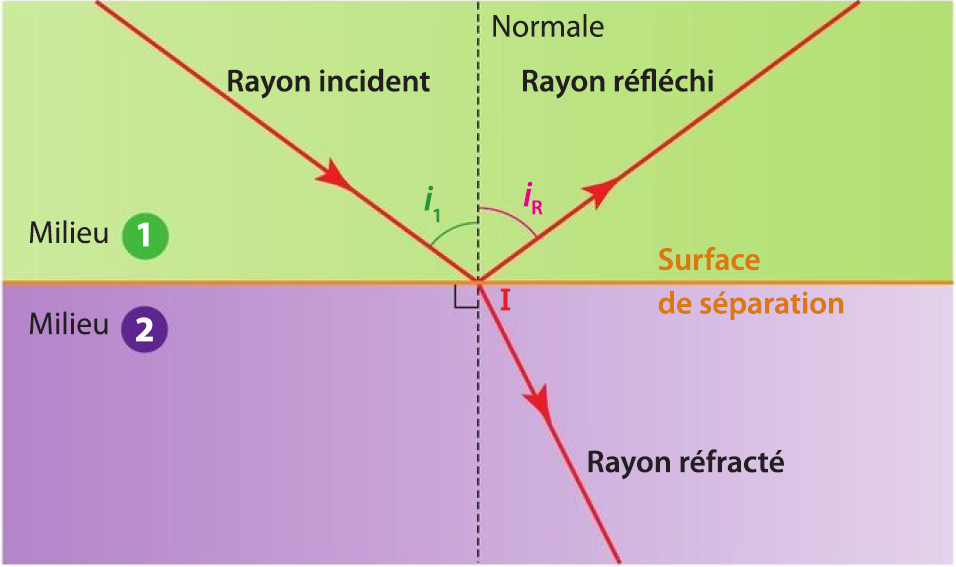 Normale
Rayon incident
Rayon réfléchi
i1
iR
Milieu 1
Surface
de séparation
I
Milieu 2
Rayon réfracté